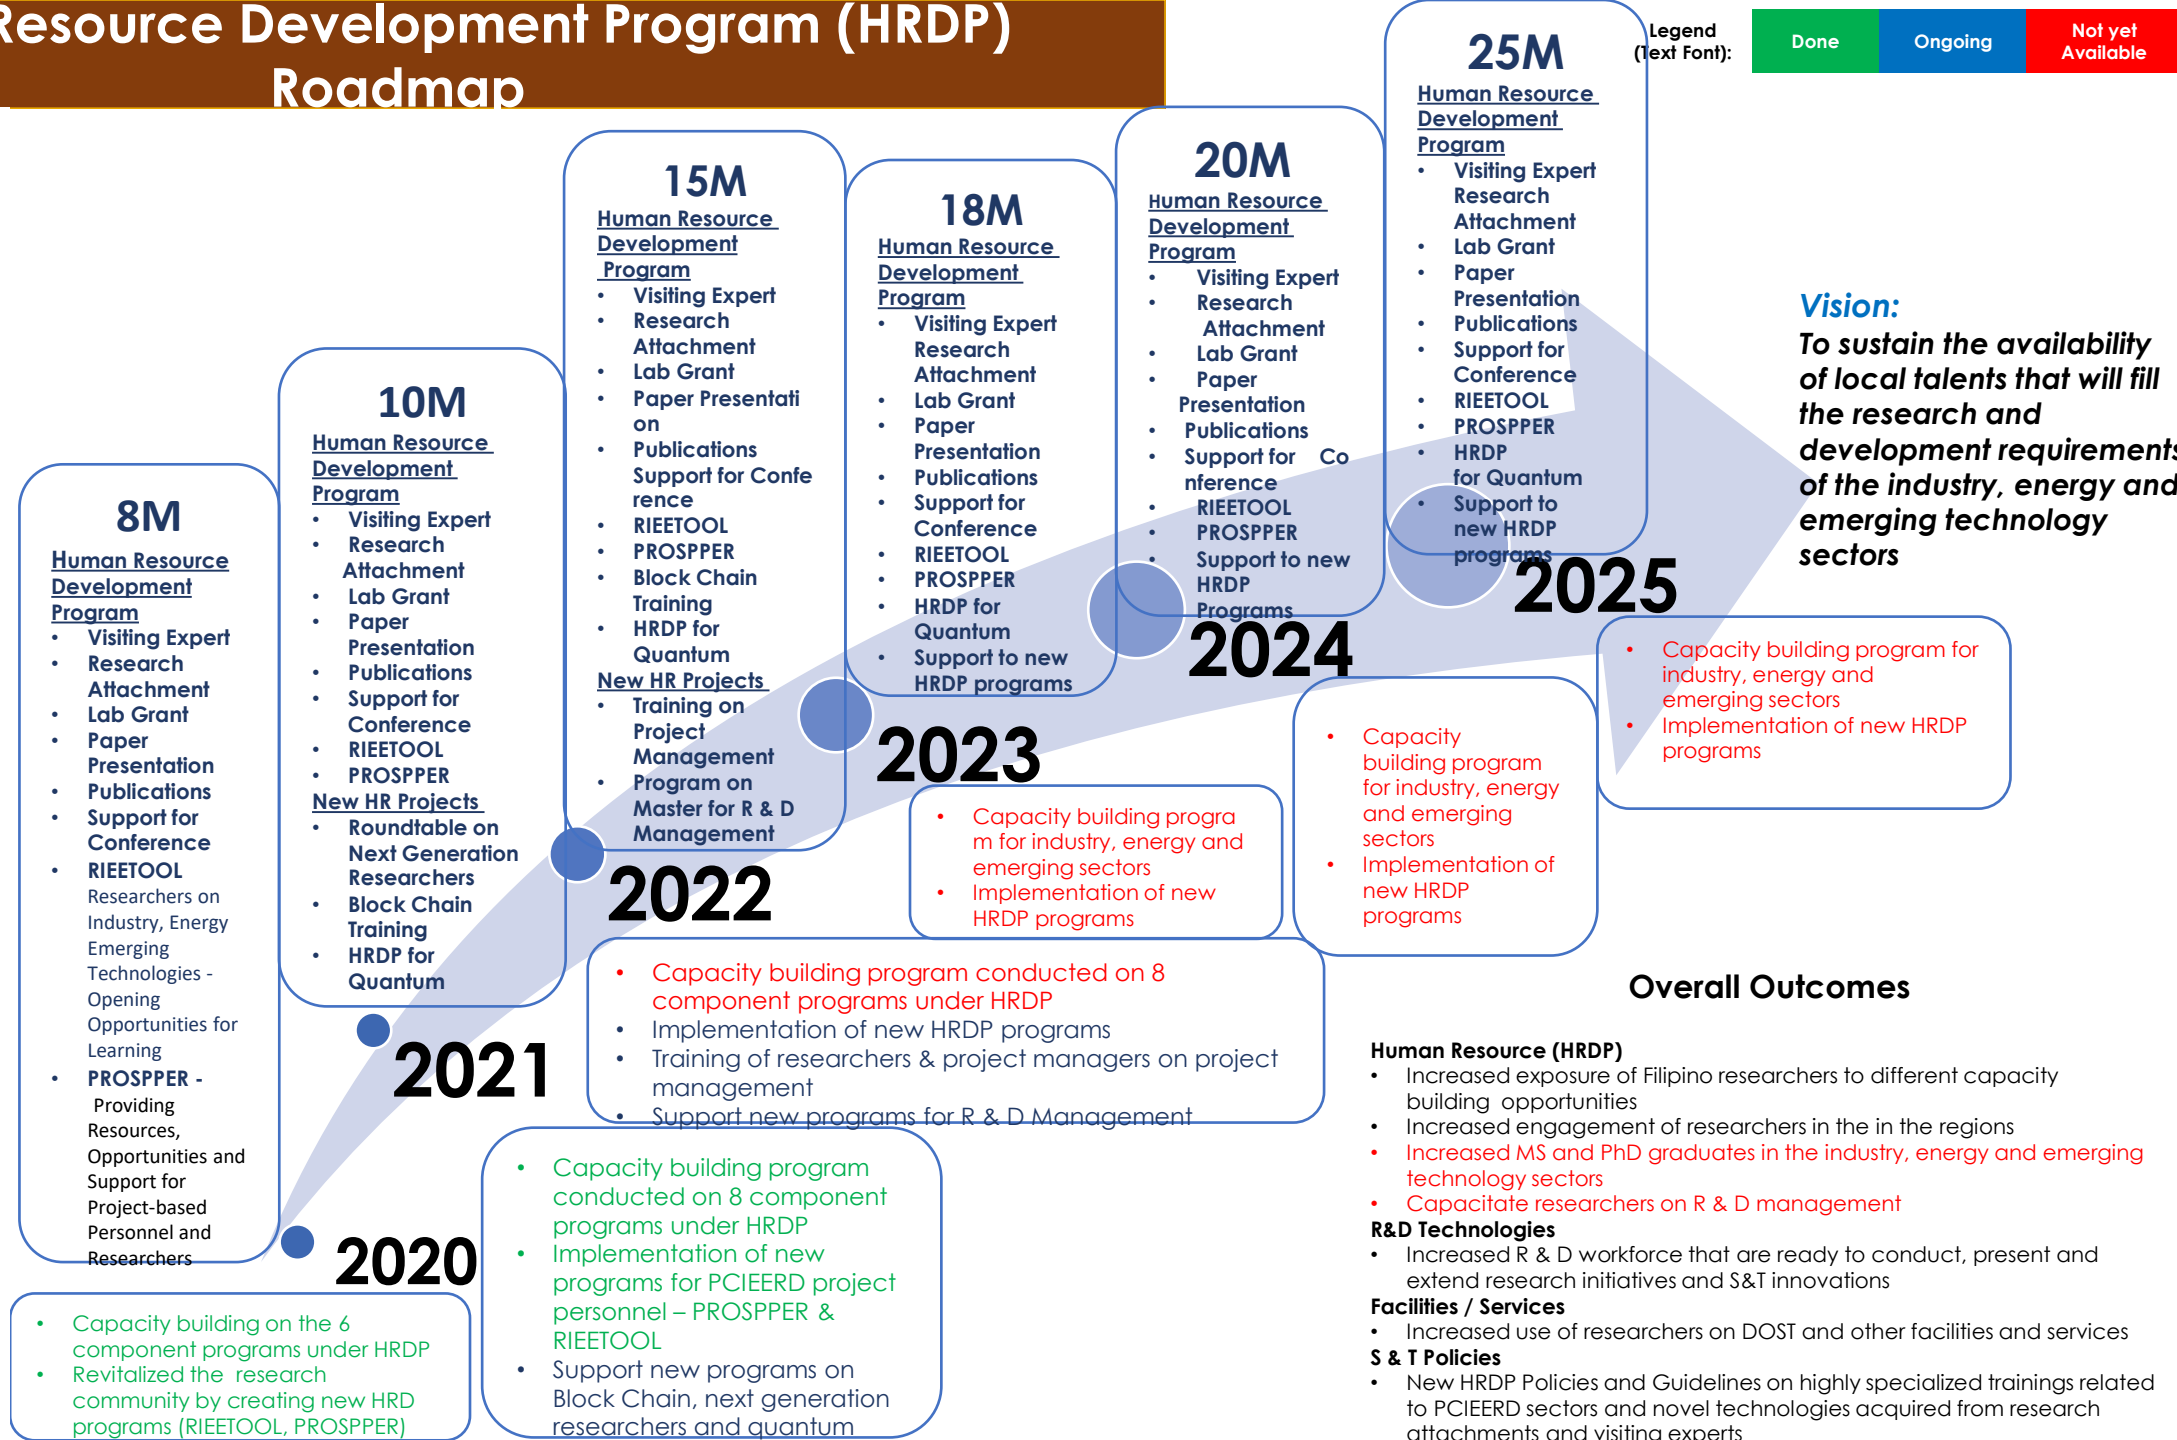 Resource Development Program (HRDP)
Roadmap
Legend
(Text Font):
Done
Ongoing
Not yet
Available
8M
Human Resource
Development
Program
• Visiting Expert
• Research
Attachment
• Lab Grant
• Paper
Presentation
• Publications
• Support for
Conference
• RIEETOOL
Researchers on
Industry, Energy
Emerging
Technologies -
Opening
Opportunities for
Learning
• PROSPPER -
Providing
Resources,
Opportunities and
Support for
Project-based
Personnel and
Researchers
10M
Human Resource
Development
Program
• Visiting Expert
• Research
Attachment
• Lab Grant
• Paper
Presentation
• Publications
• Support for
Conference
• RIEETOOL
• PROSPPER
New HR Projects
• Roundtable on
Next Generation
Researchers
• Block Chain
Training
• HRDP for
Quantum
15M
Human Resource
Development
Program
• Visiting Expert
• Research
Attachment
• Lab Grant
• Paper Presentati
on
• Publications
Support for Confe
rence
• RIEETOOL
• PROSPPER
• Block Chain
Training
• HRDP for
Quantum
New HR Projects
• Training on
Project
Management
• Program on
Master for R & D
Management
18M
Human Resource
Development
Program
• Visiting Expert
Research
Attachment
• Lab Grant
• Paper
Presentation
• Publications
• Support for
Conference
• RIEETOOL
• PROSPPER
• HRDP for
Quantum
• Support to new
HRDP programs
20M
Human Resource
Development
Program
• Visiting Expert
• Research
Attachment
• Lab Grant
• Paper
Presentation
• Publications
• Support for Co
nference
• RIEETOOL
• PROSPPER
• Support to new
HRDP
Programs
25M
Human Resource
Development
Program
• Visiting Expert
Research
Attachment
• Lab Grant
• Paper
Presentation
• Publications
• Support for
Conference
• RIEETOOL
• PROSPPER
• HRDP
for Quantum
• Support to
new HRDP
programs
Vision:
To sustain the availability
of local talents that will fill
the research and
development requirements
of the industry, energy and
emerging technology
sectors
2020
2021
2022
2023
2024
2025
• Capacity building on the 6
component programs under HRDP
• Revitalized the research
community by creating new HRD
programs (RIEETOOL, PROSPPER)
• Capacity building program
conducted on 8 component
programs under HRDP
• Implementation of new
programs for PCIEERD project
personnel – PROSPPER &
RIEETOOL
• Support new programs on
Block Chain, next generation
researchers and quantum
• Capacity building program conducted on 8
component programs under HRDP
• Implementation of new HRDP programs
• Training of researchers & project managers on project
management
• Support new programs for R & D Management
• Capacity building progra
m for industry, energy and
emerging sectors
• Implementation of new
HRDP programs
• Capacity
building program
for industry, energy
and emerging
sectors
• Implementation of
new HRDP
programs
• Capacity building program for
industry, energy and
emerging sectors
• Implementation of new HRDP
programs
Overall Outcomes
Human Resource (HRDP)
• Increased exposure of Filipino researchers to different capacity
building opportunities
• Increased engagement of researchers in the in the regions
• Increased MS and PhD graduates in the industry, energy and emerging
technology sectors
• Capacitate researchers on R & D management
R&D Technologies
• Increased R & D workforce that are ready to conduct, present and
extend research initiatives and S&T innovations
Facilities / Services
• Increased use of researchers on DOST and other facilities and services
S & T Policies
• New HRDP Policies and Guidelines on highly specialized trainings related
to PCIEERD sectors and novel technologies acquired from research
attachments and visiting experts